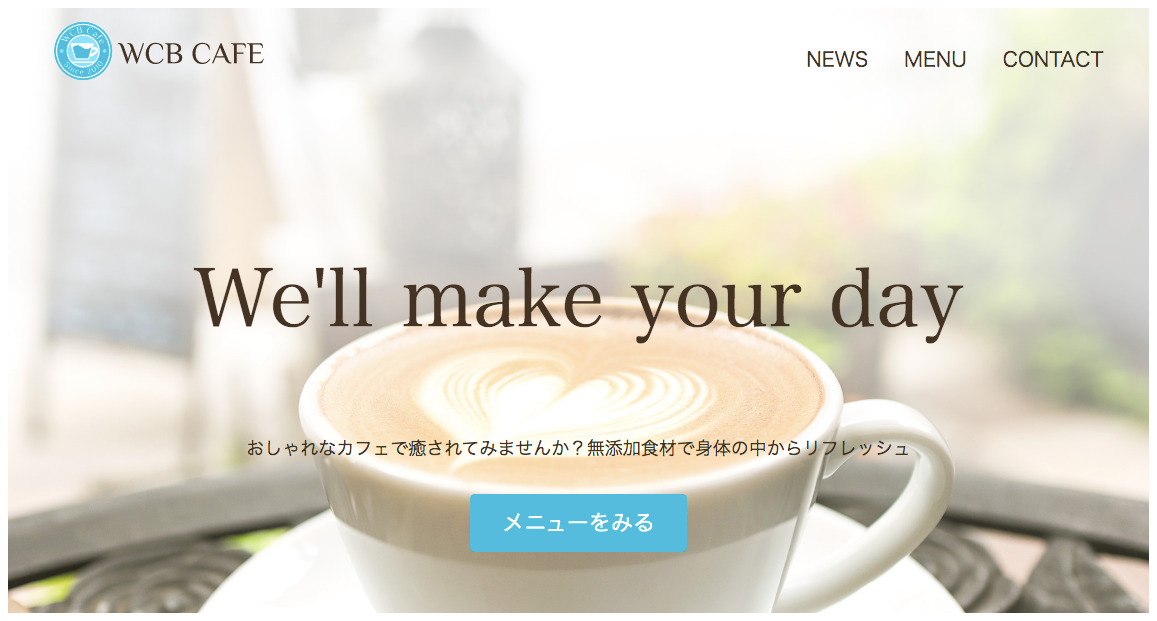 WCB Cafe
Since 2010
WCB CAFE
NEWS
MENU
CONTACT
We'll make your day
おしゃれなカフェで癒されてみませんか？無添加食材で身体の中からリフレッシュ
メニューをみる